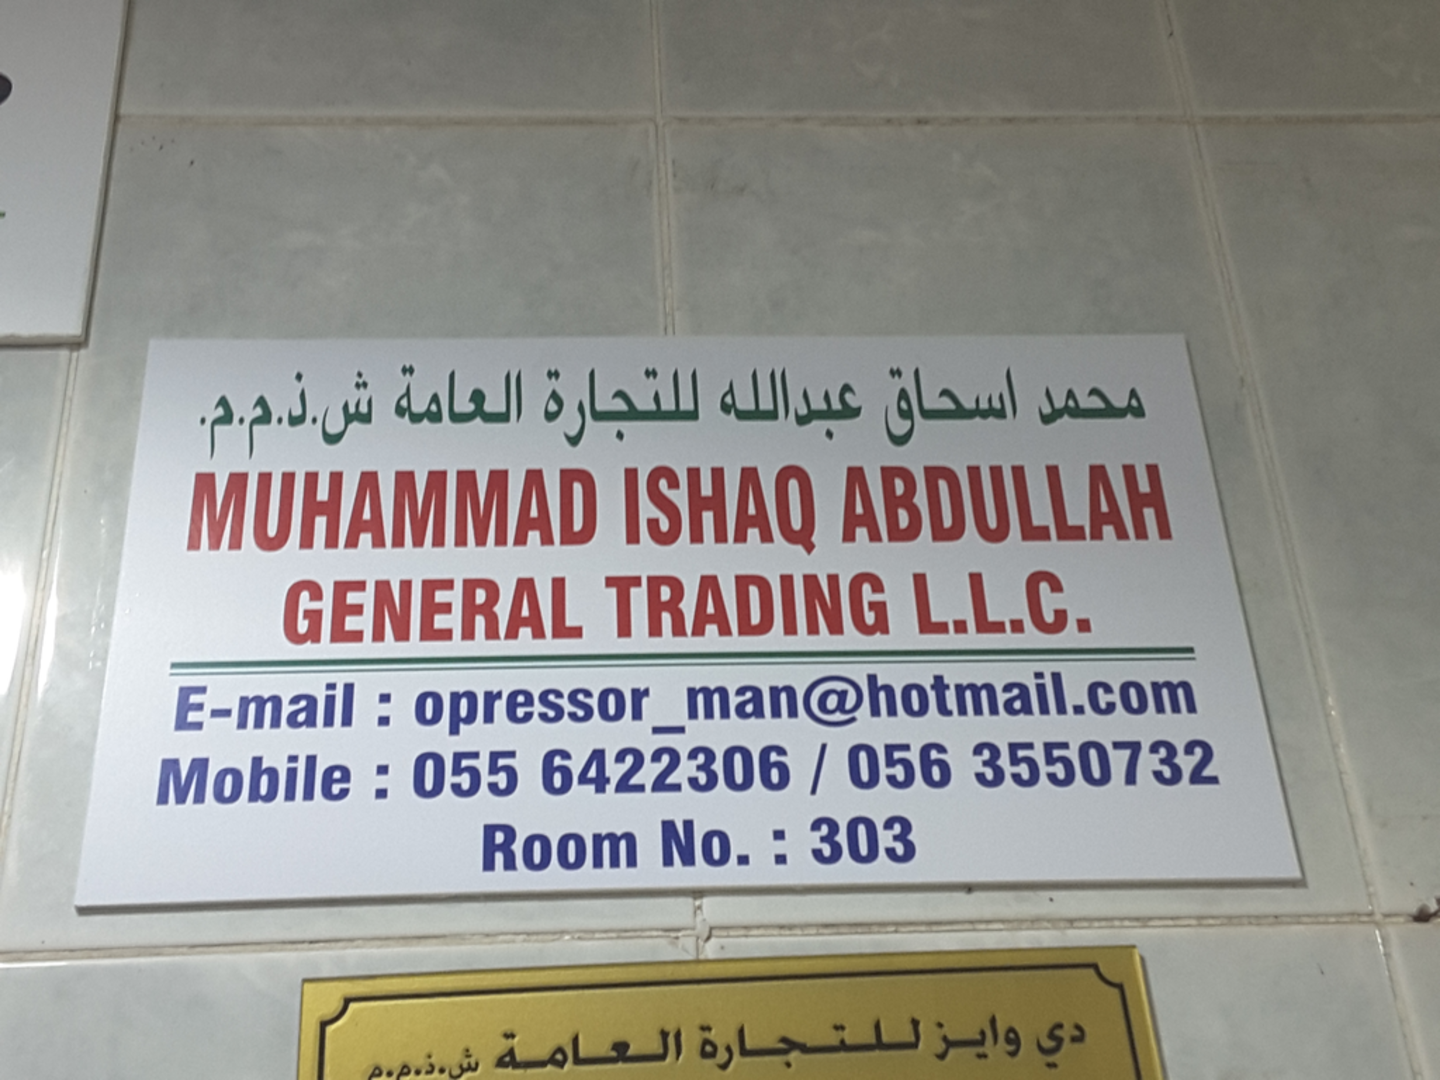 محمد اسحاق عبدالله للتجارة العامة ش.ذ.م.م.
MUHAMMAD ISHAQ ABDULLAH
GENERAL TRADING L.L.C.
E-mail : opressor_man@hotmail.com
Mobile : 055 6422306 / 056 3550732
Room No. : 303
دي وايز للتجارة العامة ش.ذ.م.م